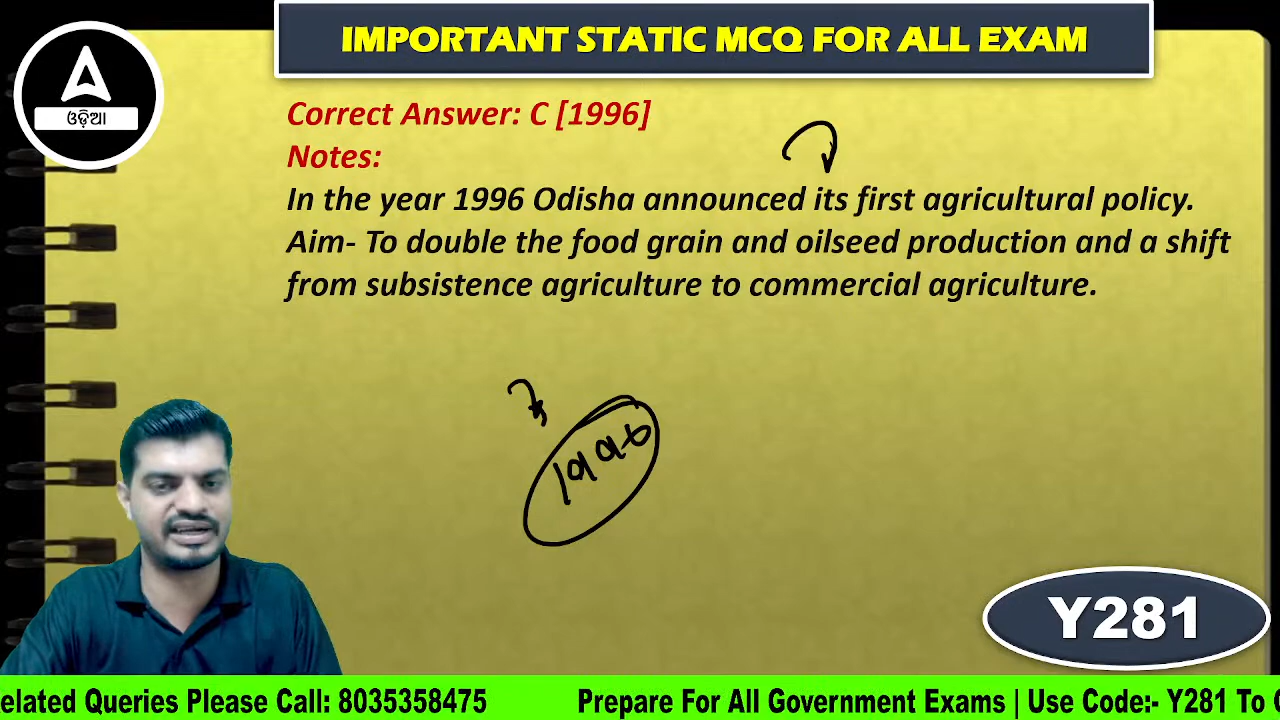 IMPORTANT STATIC MCQ FOR ALL EXAM
ଓଡ଼ିଆ
Correct Answer: C [1996]
Notes:
In the year 1996 Odisha announced its first agricultural policy.
Aim- To double the food grain and oilseed production and a shift
from subsistence agriculture to commercial agriculture.
1996
Y281
elated Queries Please Call: 8035358475 Prepare For All Government Exams | Use Code:- Y281 To